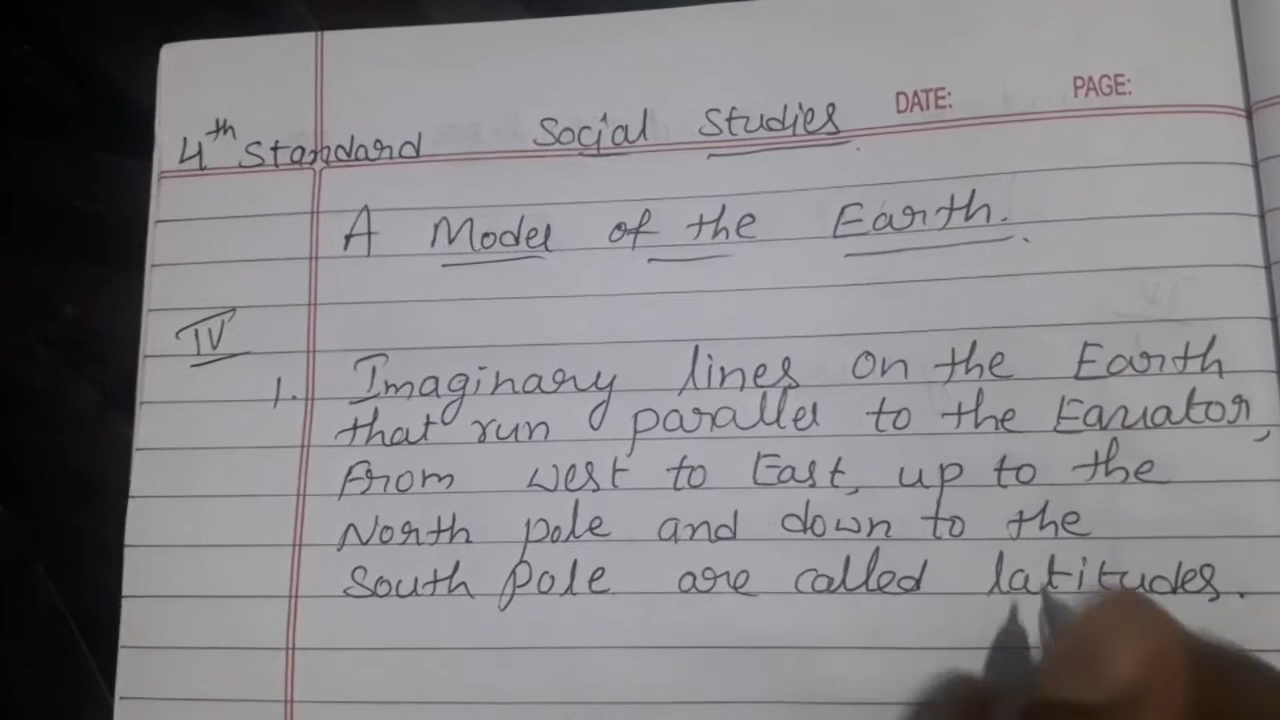 DATE: PAGE:
4th Standard Social Studies
A Model of the Earth.
IV
1. Imaginary lines on the Earth
that run parallel to the Equator,
From west to East, up to the
North pole and down to the
South pole are called latitudes.